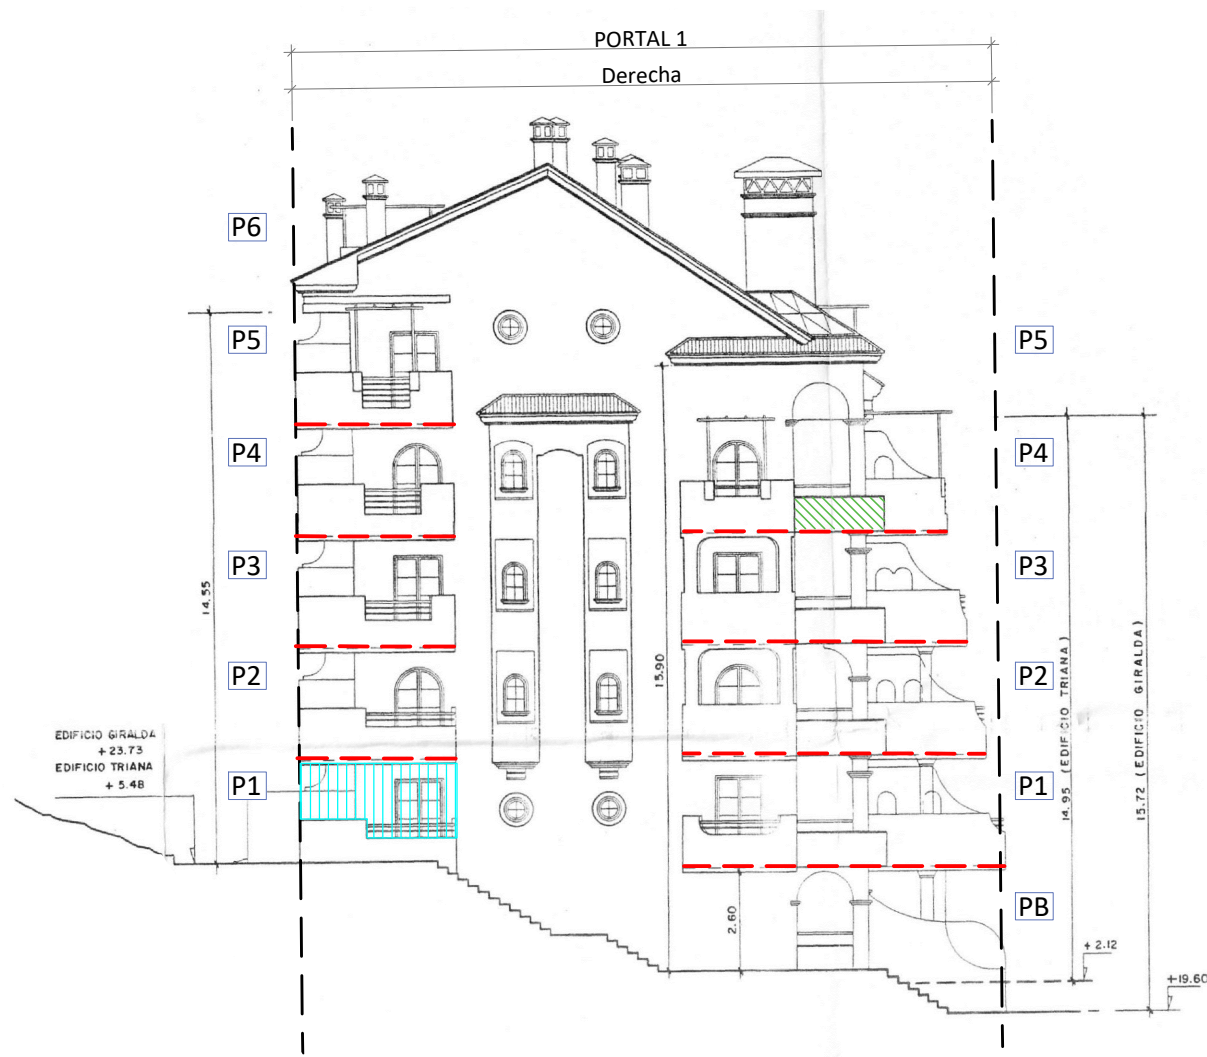 PORTAL 1
Derecha
P6
P5
P5
P4
P4
P3
P3
P2
P2
P1
P1
PB
14.55
15.90
2.60
14.95 (EDIFICIO TRIANA)
15.72 (EDIFICIO GIRALDA)
EDIFICIO GIRALDA
+ 23.73
EDIFICIO TRIANA
+ 5.48
+ 2.12
+19.60